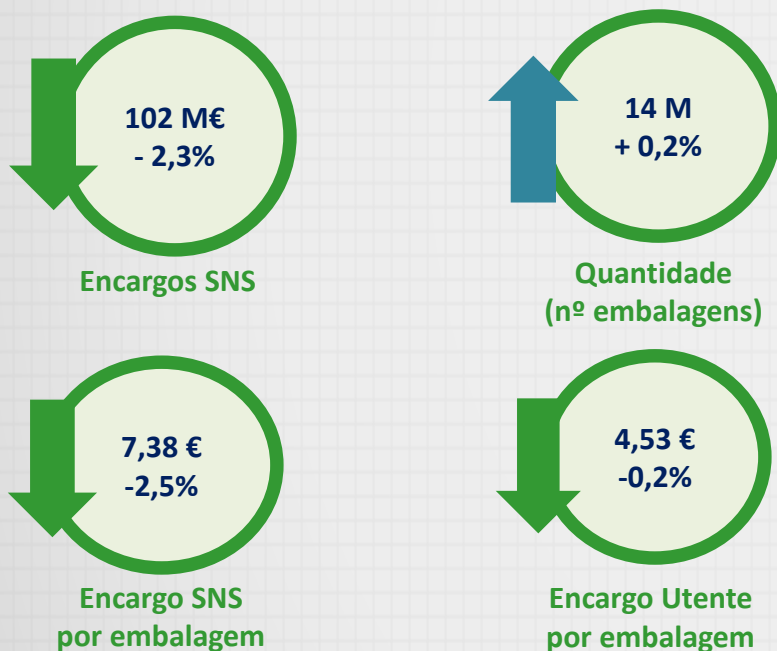 102 M€
- 2,3%
Encargos SNS
14 M
+ 0,2%
Quantidade
(nº embalagens)
7,38 €
-2,5%
Encargo SNS
por embalagem
4,53 €
-0,2%
Encargo Utente
por embalagem